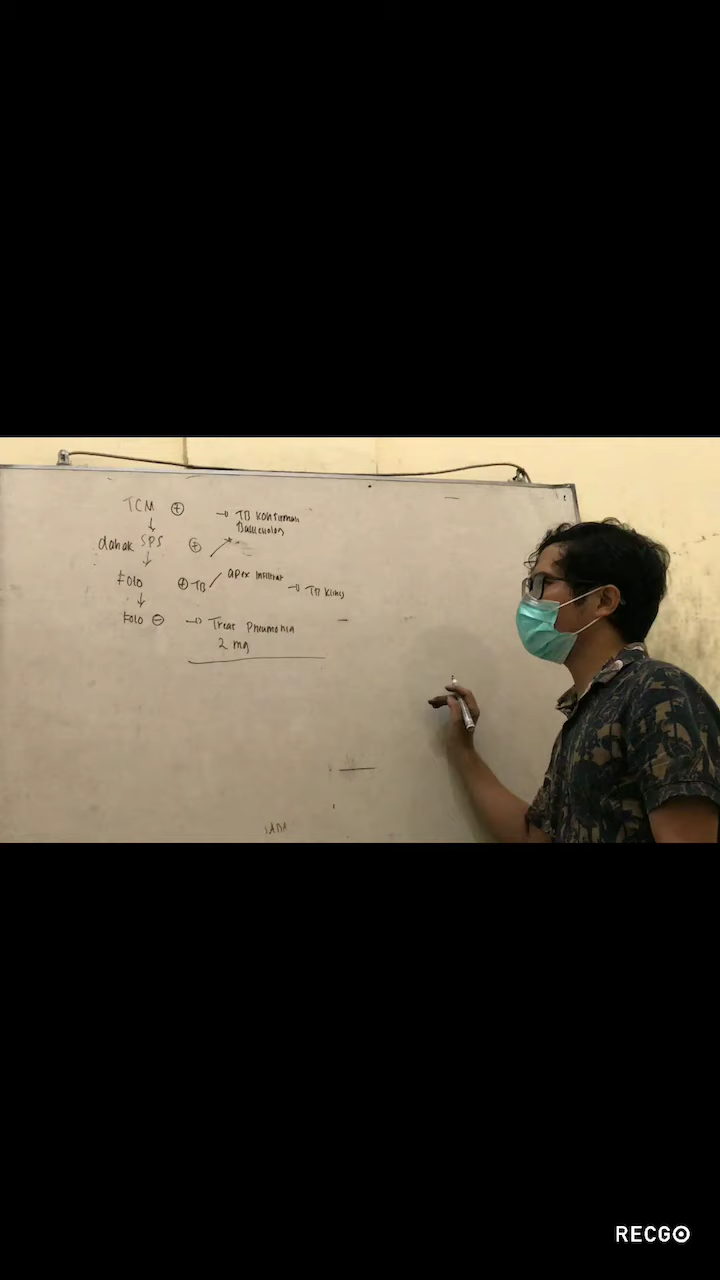 TCM ⊕ → TB Konfirmasi
Bakteriologis
dahak SPS ⊕
Foto ⊕ TB / apex infiltrat → TB Klinis
Foto ⊖ → Treat Pneumonia
2 mg
RECGO